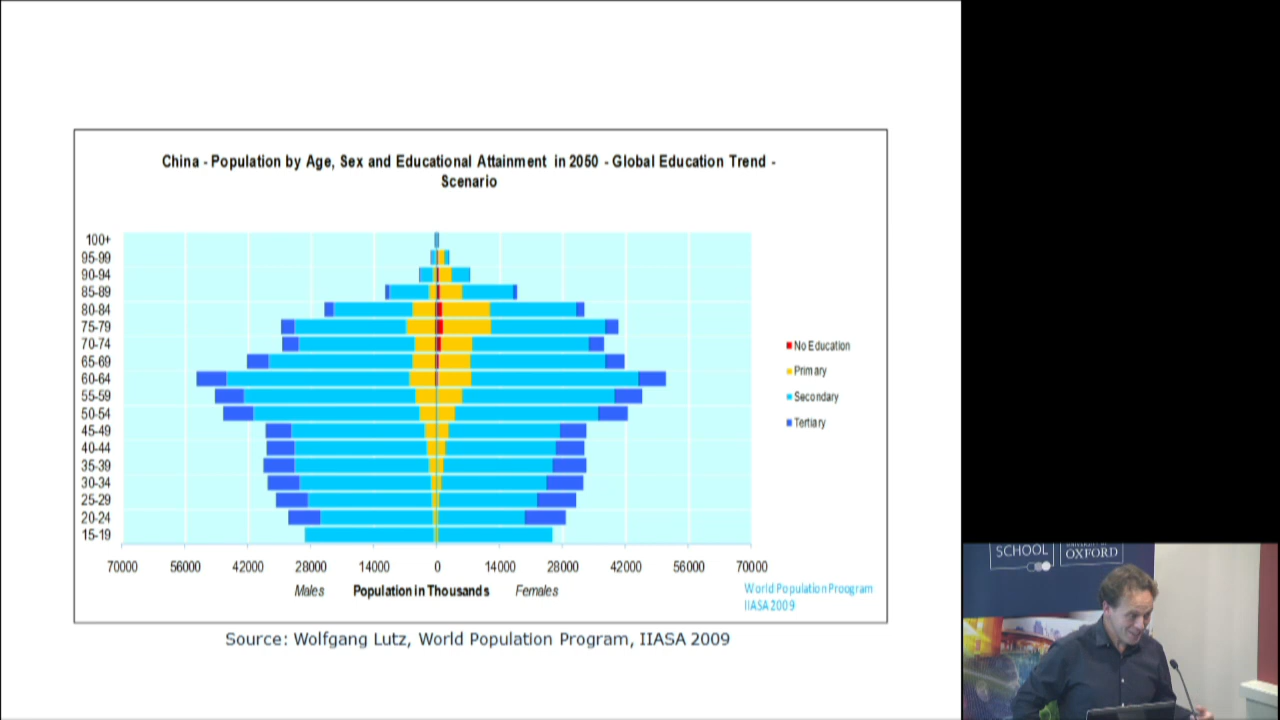 China - Population by Age, Sex and Educational Attainment in 2050 - Global Education Trend -
Scenario
100+
95-99
90-94
85-89
80-84
75-79
70-74
65-69
60-64
55-59
50-54
45-49
40-44
35-39
30-34
25-29
20-24
15-19
70000 56000 42000 28000 14000 0 14000 28000 42000 56000 70000
Males Population in Thousands Females
No Education
Primary
Secondary
Tertiary
World Population Proogram
IIASA 2009
Source: Wolfgang Lutz, World Population Program, IIASA 2009
SCHOOL
OXFORD